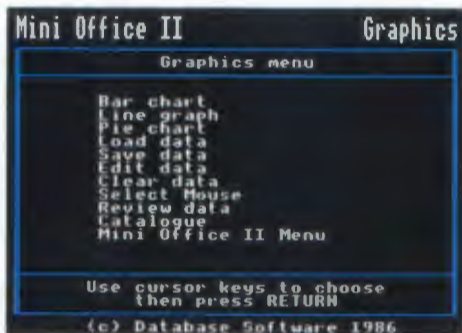 Mini Office II Graphics
Graphics menu
Bar chart
Line graph
Pie chart
Load data
Save data
Edit data
Clear data
Select Mouse
Review data
Catalogue
Mini Office II Menu
Use cursor keys to choose
then press RETURN
(c) Database Software 1986